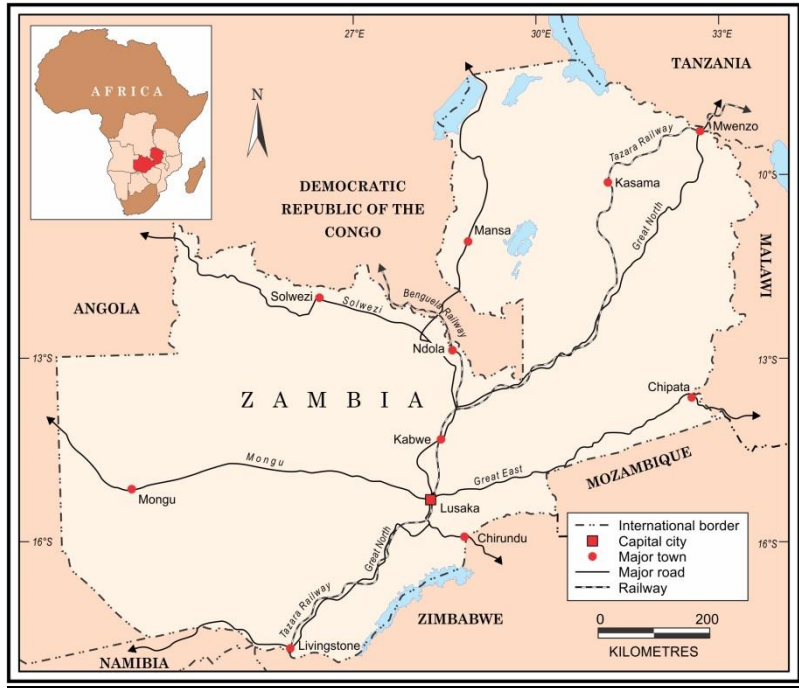 27°E
30°E
33°E
AFRICA
N
TANZANIA
Mwenzo
Tazara Railway
10°S
Kasama
DEMOCRATIC
REPUBLIC OF THE
CONGO
Great North
Mansa
MALAWI
ANGOLA
Solwezi
Solwezi
Benguela Railway
Ndola
13°S
13°S
Chipata
ZAMBIA
Kabwe
Great East
MOZAMBIQUE
Mongu
Mongu
Lusaka
16°S
16°S
Chirundu
Great North
Tazara Railway
Livingstone
ZIMBABWE
NAMIBIA
International border
Capital city
Major town
Major road
Railway
0 200
KILOMETRES